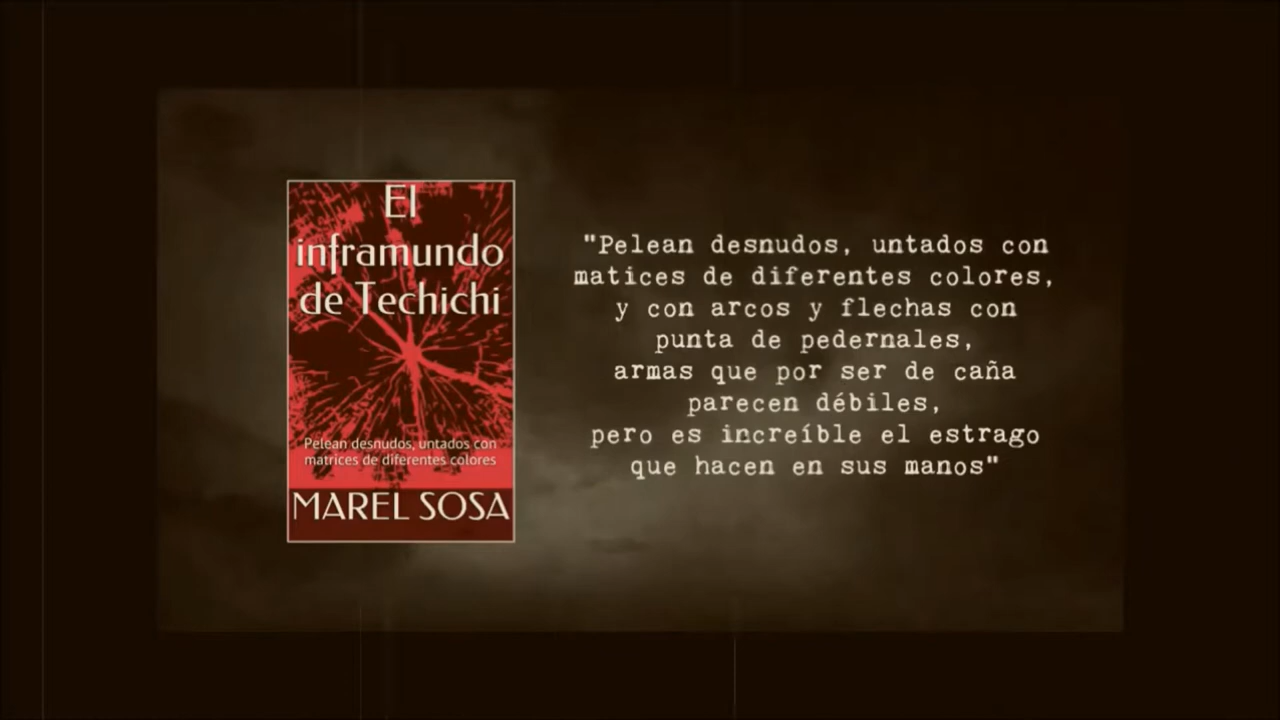 El
inframundo
de Techichi
Pelean desnudos, untados con
matrices de diferentes colores
MAREL SOSA
"Pelean desnudos, untados con
matices de diferentes colores,
y con arcos y flechas con
punta de pedernales,
armas que por ser de caña
parecen débiles,
pero es increíble el estrago
que hacen en sus manos"